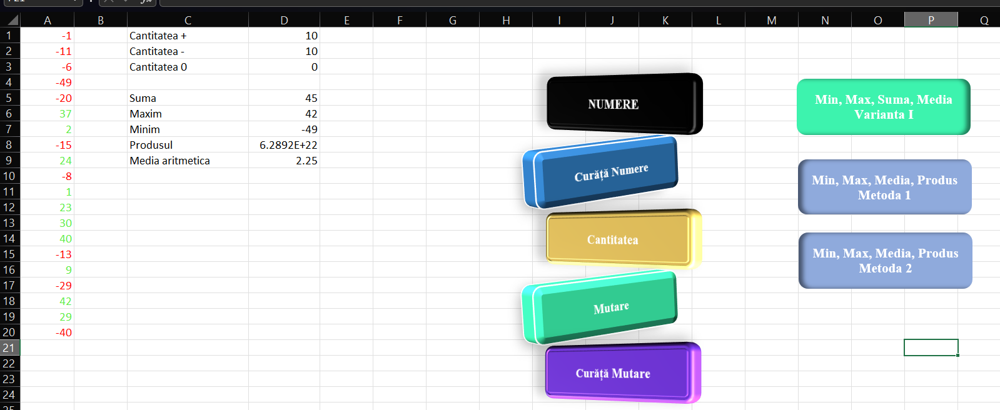 A B C D E F G H I J K L M N O P Q
1 -1 Cantitatea + 10
2 -11 Cantitatea - 10
3 -6 Cantitatea 0 0
4 -49
5 -20 Suma 45
6 37 Maxim 42
7 2 Minim -49
8 -15 Produsul 6.2892E+22
9 24 Media aritmetica 2.25
10 -8
11 1
12 23
13 30
14 40
15 -13
16 9
17 -29
18 42
19 29
20 -40
21
22
23
24
25
NUMERE
Curăță Numere
Cantitatea
Mutare
Curăță Mutare
Min, Max, Suma, Media
Varianta I
Min, Max, Media, Produs
Metoda 1
Min, Max, Media, Produs
Metoda 2